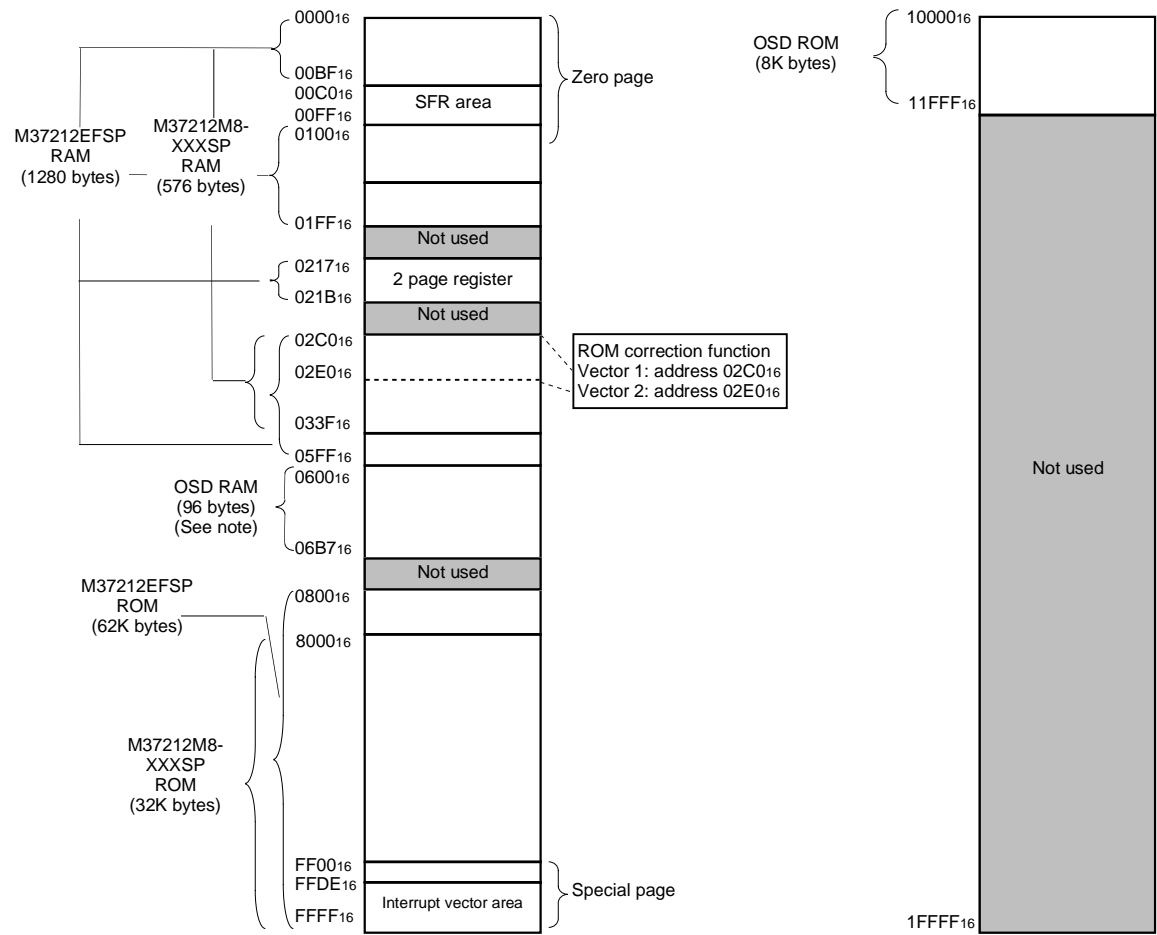 0000₁₆
00BF₁₆
00C0₁₆
00FF₁₆
0100₁₆
01FF₁₆
0217₁₆
021B₁₆
02C0₁₆
02E0₁₆
033F₁₆
05FF₁₆
0600₁₆
06B7₁₆
0800₁₆
8000₁₆
FF00₁₆
FFDE₁₆
FFFF₁₆
M37212EFSP
RAM
(1280 bytes)
M37212M8-
XXXSP
RAM
(576 bytes)
OSD RAM
(96 bytes)
(See note)
M37212EFSP
ROM
(62K bytes)
M37212M8-
XXXSP
ROM
(32K bytes)
SFR area
Not used
2 page register
Not used
Not used
Interrupt vector area
Zero page
ROM correction function
Vector 1: address 02C0₁₆
Vector 2: address 02E0₁₆
Special page
OSD ROM
(8K bytes)
10000₁₆
11FFF₁₆
Not used
1FFFF₁₆